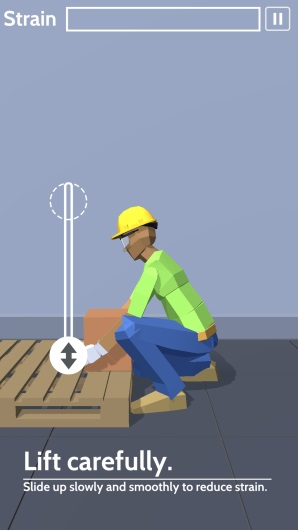 Strain
Lift carefully.
Slide up slowly and smoothly to reduce strain.